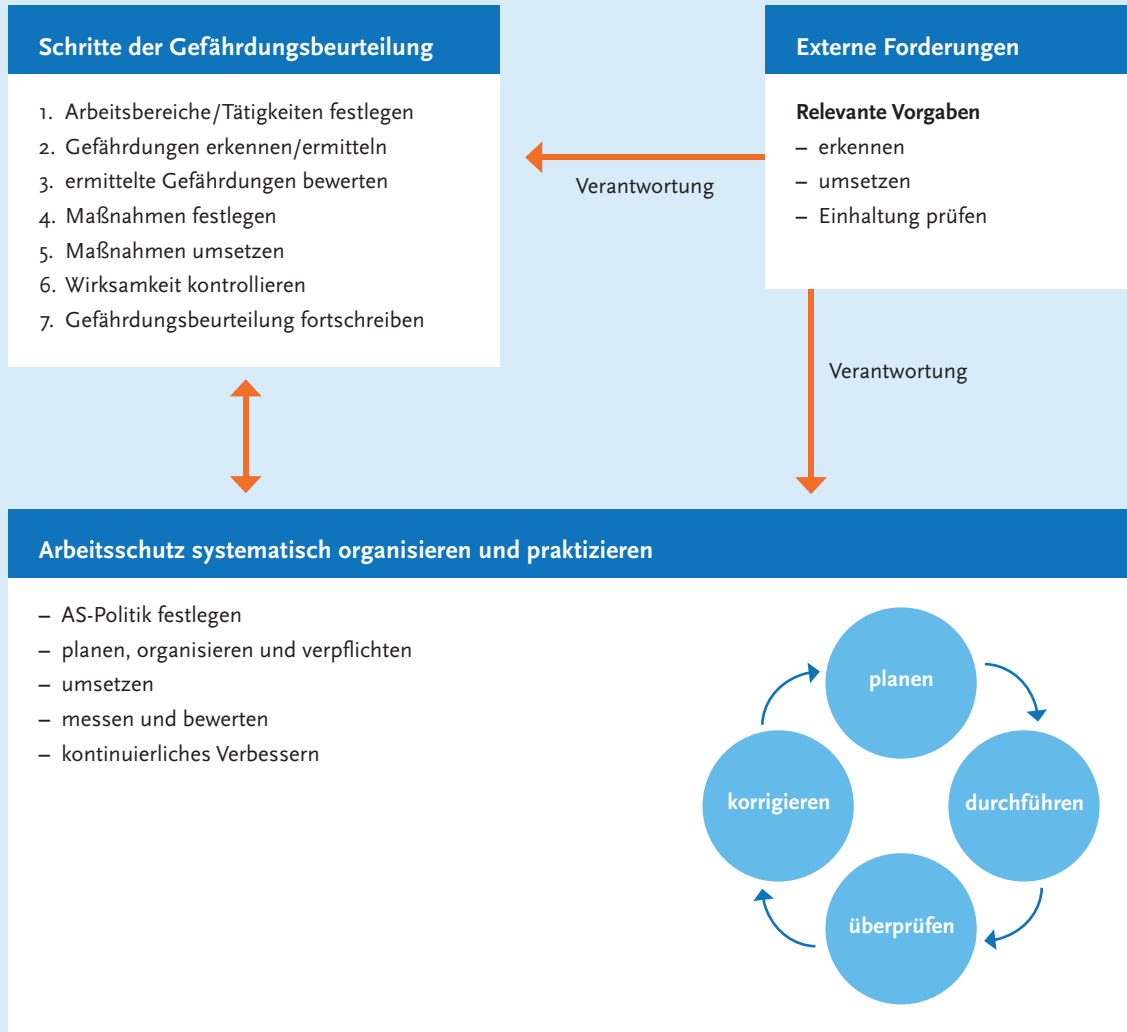 Schritte der Gefährdungsbeurteilung
1. Arbeitsbereiche/Tätigkeiten festlegen
2. Gefährdungen erkennen/ermitteln
3. ermittelte Gefährdungen bewerten
4. Maßnahmen festlegen
5. Maßnahmen umsetzen
6. Wirksamkeit kontrollieren
7. Gefährdungsbeurteilung fortschreiben
Verantwortung
Externe Forderungen
Relevante Vorgaben
– erkennen
– umsetzen
– Einhaltung prüfen
Verantwortung
Arbeitsschutz systematisch organisieren und praktizieren
– AS-Politik festlegen
– planen, organisieren und verpflichten
– umsetzen
– messen und bewerten
– kontinuierliches Verbessern
planen
durchführen
überprüfen
korrigieren